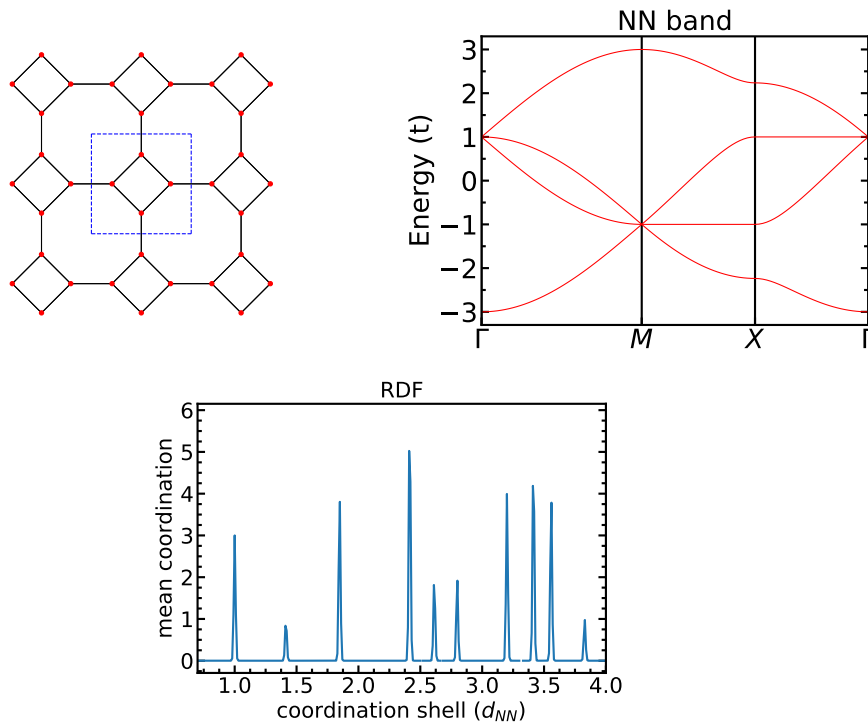 NN band
Energy (t)
3
2
1
0
−1
−2
−3
Γ M X Γ
RDF
mean coordination
6
5
4
3
2
1
0
1.0 1.5 2.0 2.5 3.0 3.5 4.0
coordination shell (d_NN)